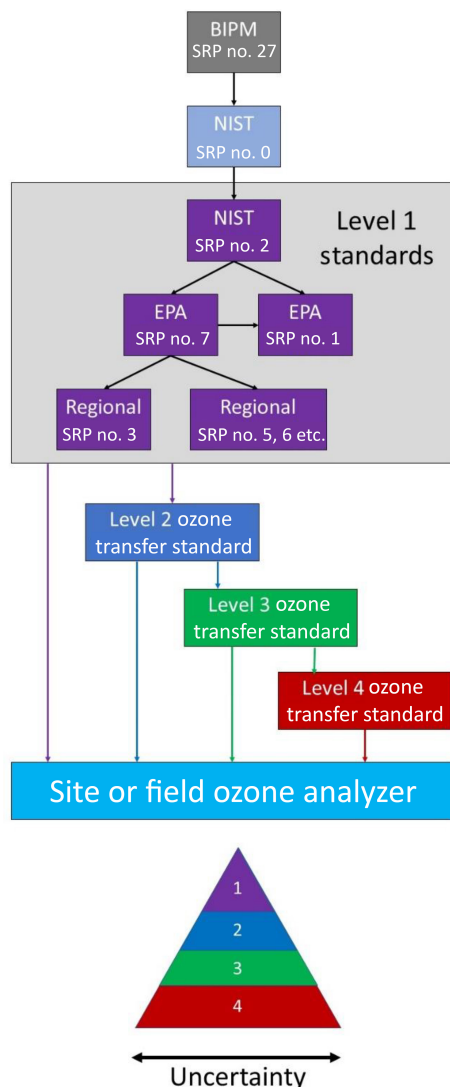 BIPM
SRP no. 27
NIST
SRP no. 0
NIST
SRP no. 2
Level 1
standards
EPA
SRP no. 7
EPA
SRP no. 1
Regional
SRP no. 3
Regional
SRP no. 5, 6 etc.
Level 2 ozone
transfer standard
Level 3 ozone
transfer standard
Level 4 ozone
transfer standard
Site or field ozone analyzer
1
2
3
4
Uncertainty